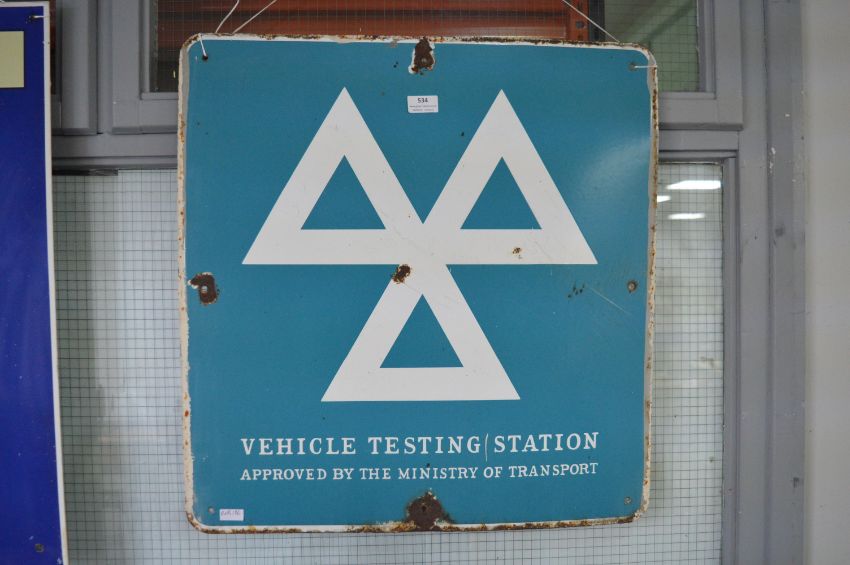 534
VEHICLE TESTING STATION
APPROVED BY THE MINISTRY OF TRANSPORT